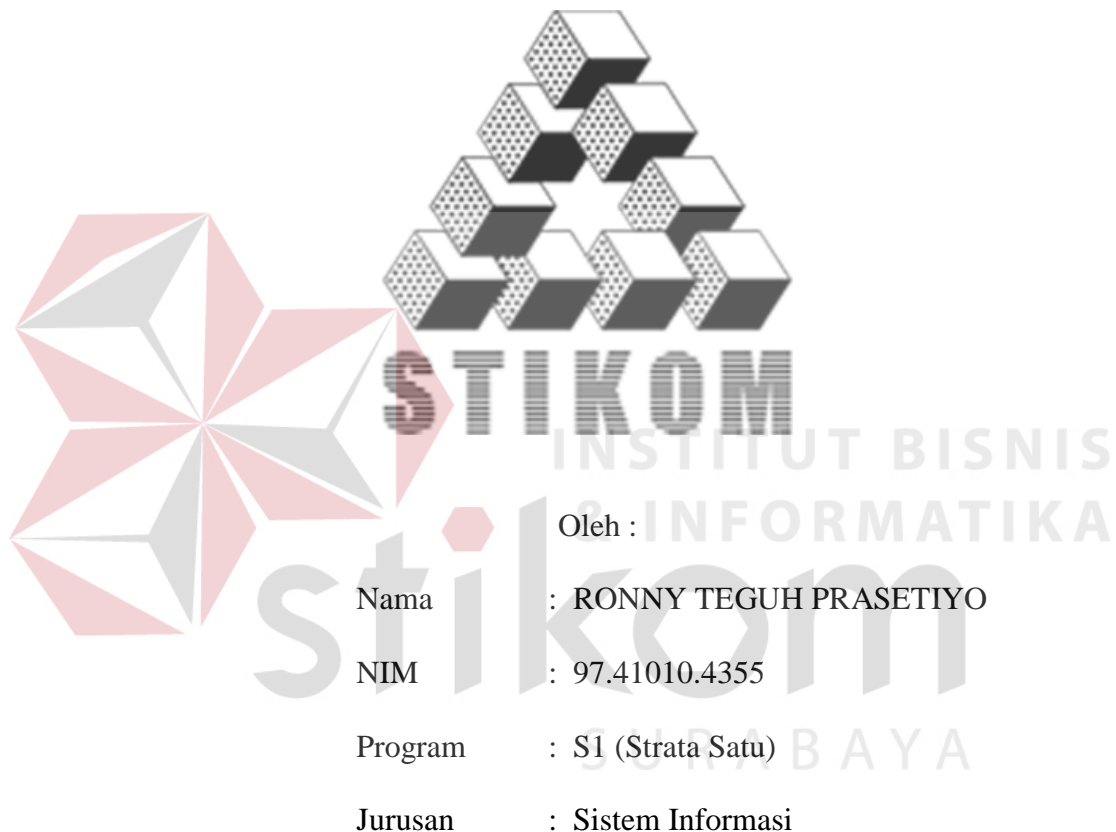 STIKOM
INSTITUT BISNIS
& INFORMATIKA
stikom
SURABAYA
Oleh :
Nama : RONNY TEGUH PRASETIYO
NIM : 97.41010.4355
Program : S1 (Strata Satu)
Jurusan : Sistem Informasi